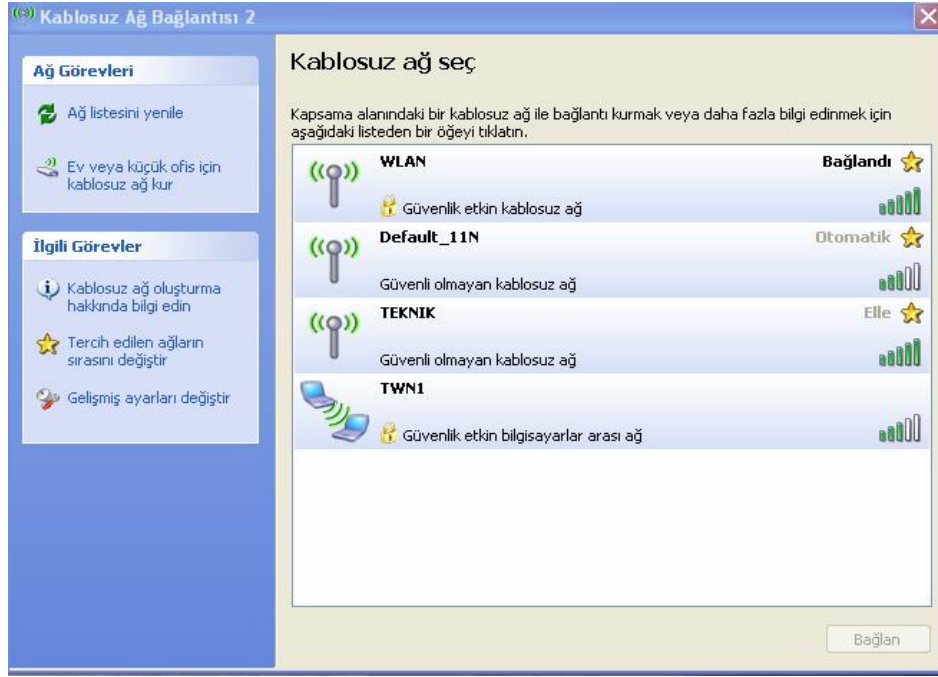 Kablosuz Ağ Bağlantısı 2
Ağ Görevleri
Ağ listesini yenile
Ev veya küçük ofis için
kablosuz ağ kur
İlgili Görevler
Kablosuz ağ oluşturma
hakkında bilgi edin
Tercih edilen ağların
sırasını değiştir
Gelişmiş ayarları değiştir
Kablosuz ağ seç
Kapsama alanındaki bir kablosuz ağ ile bağlantı kurmak veya daha fazla bilgi edinmek için
aşağıdaki listeden bir öğeyi tıklatın.
WLAN Bağlandı
Güvenlik etkin kablosuz ağ
Default_11N Otomatik
Güvenli olmayan kablosuz ağ
TEKNIK Elle
Güvenli olmayan kablosuz ağ
TWN1
Güvenlik etkin bilgisayarlar arası ağ
Bağlan